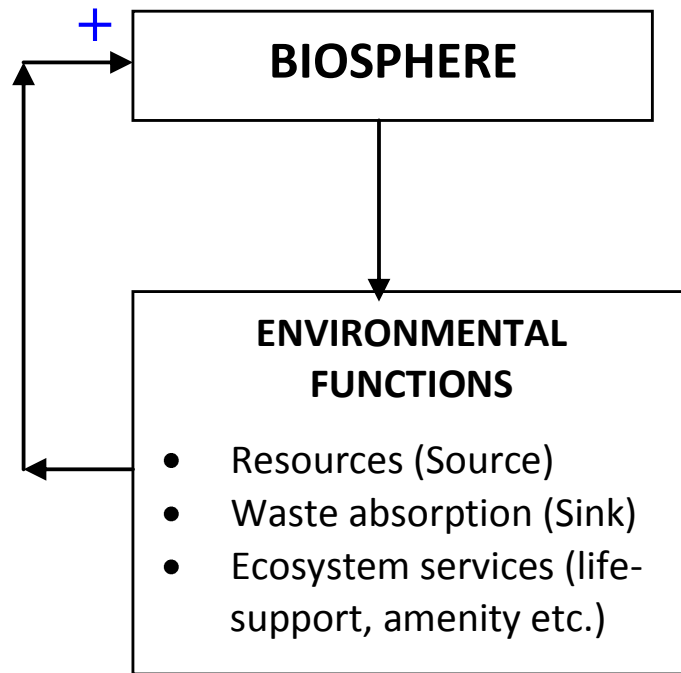 +
BIOSPHERE
ENVIRONMENTAL
FUNCTIONS
• Resources (Source)
• Waste absorption (Sink)
• Ecosystem services (life-
support, amenity etc.)